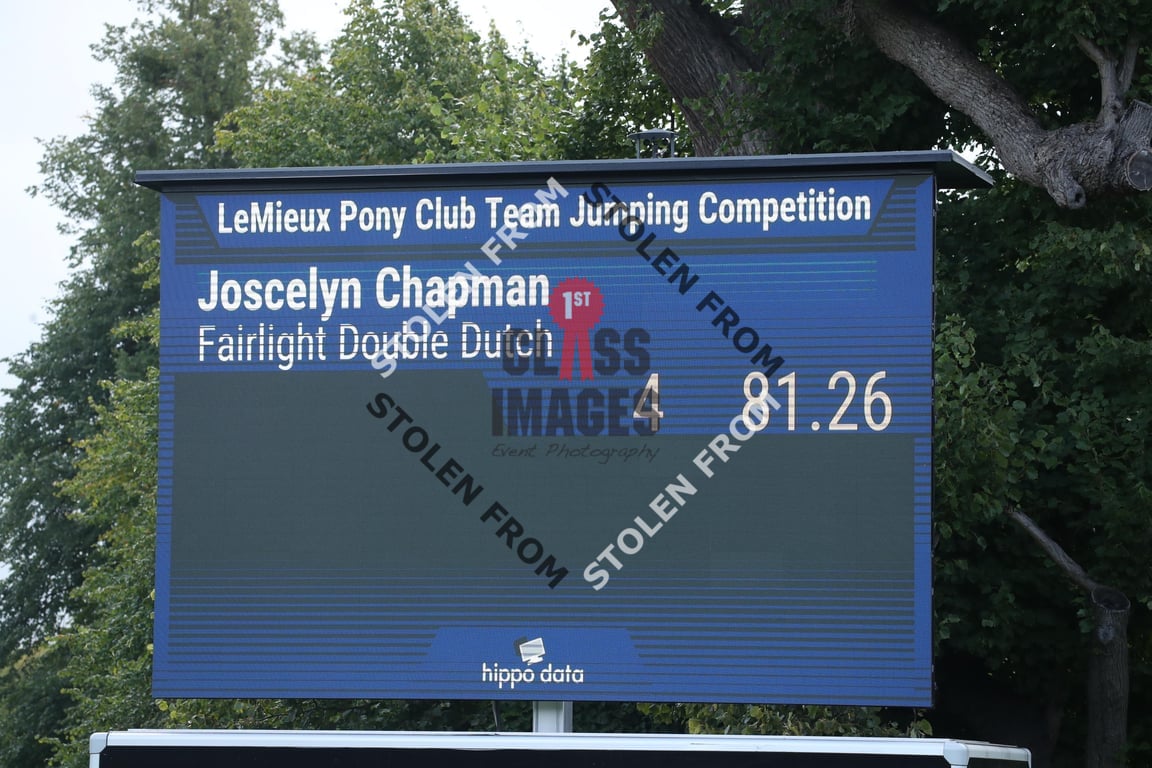 LeMieux Pony Club Team Jumping Competition
Joscelyn Chapman
Fairlight Double Dutch
4 81.26
hippo data
1ST
CLASS
IMAGES
Event Photography
STOLEN FROM
STOLEN FROM
STOLEN FROM
STOLEN FROM